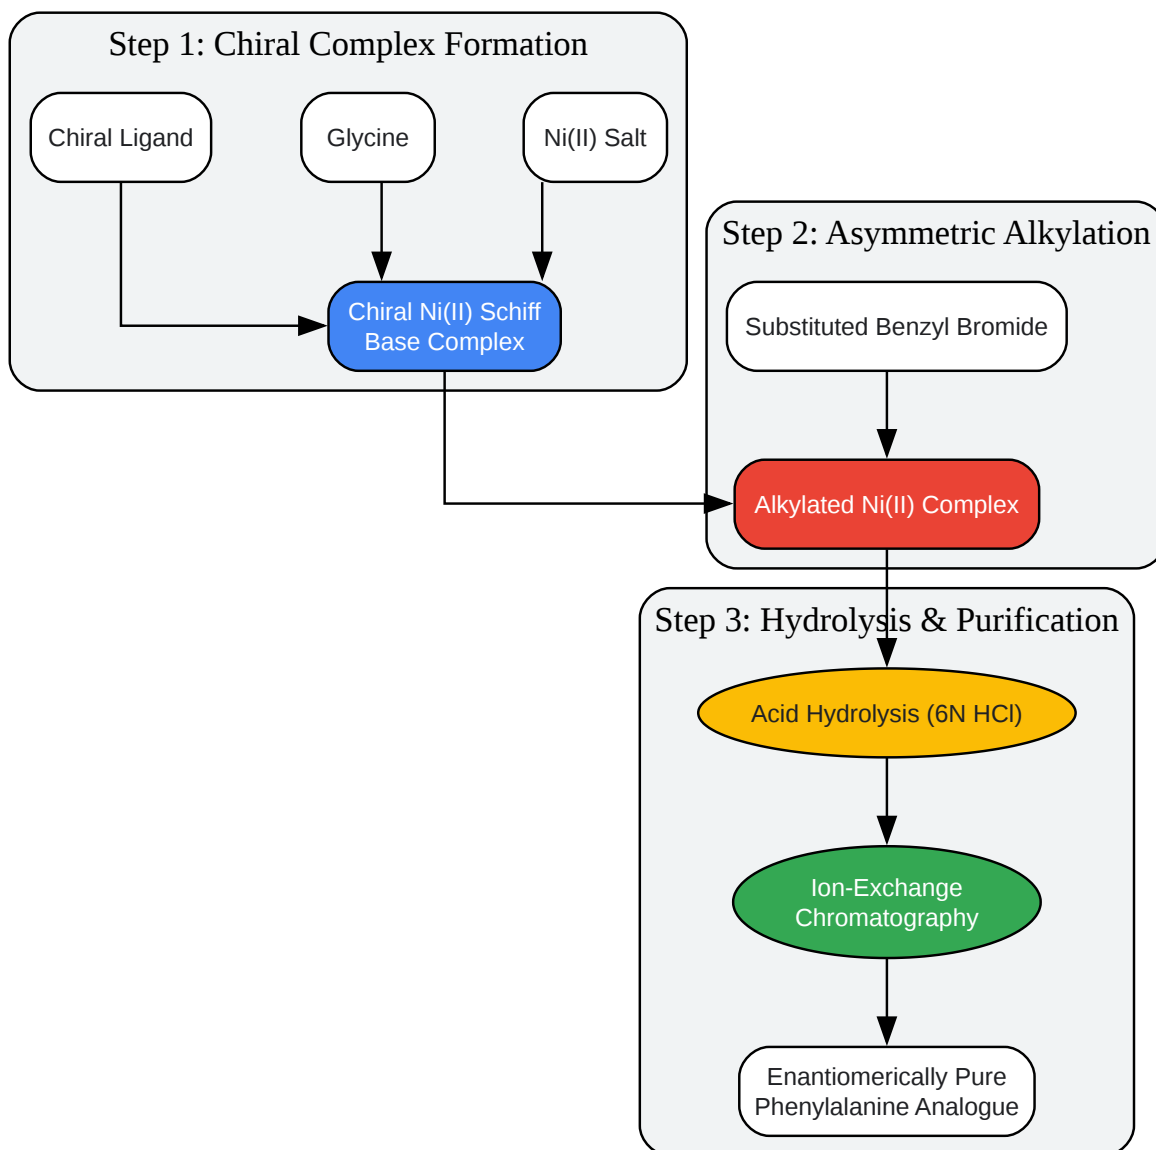 Step 1: Chiral Complex Formation
Chiral Ligand
Glycine
Ni(II) Salt
Chiral Ni(II) Schiff
Base Complex
Step 2: Asymmetric Alkylation
Substituted Benzyl Bromide
Alkylated Ni(II) Complex
Step 3: Hydrolysis & Purification
Acid Hydrolysis (6N HCl)
Ion-Exchange
Chromatography
Enantiomerically Pure
Phenylalanine Analogue